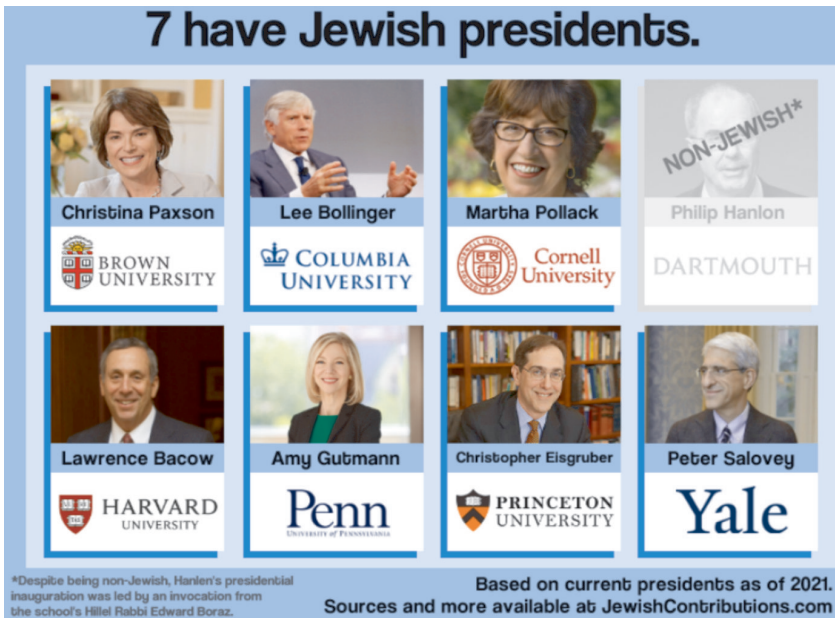 7 have Jewish presidents.
NON-JEWISH*
Christina Paxson
Lee Bollinger
Martha Pollack
Philip Hanlon
BROWN
UNIVERSITY
COLUMBIA
UNIVERSITY
Cornell
University
DARTMOUTH
Lawrence Bacow
Amy Gutmann
Christopher Eisgruber
Peter Salovey
HARVARD
UNIVERSITY
Penn
UNIVERSITY of PENNSYLVANIA
PRINCETON
UNIVERSITY
Yale
*Despite being non-Jewish, Hanlen's presidential
inauguration was led by an invocation from
the school's Hillel Rabbi Edward Boraz.
Based on current presidents as of 2021.
Sources and more available at JewishContributions.com